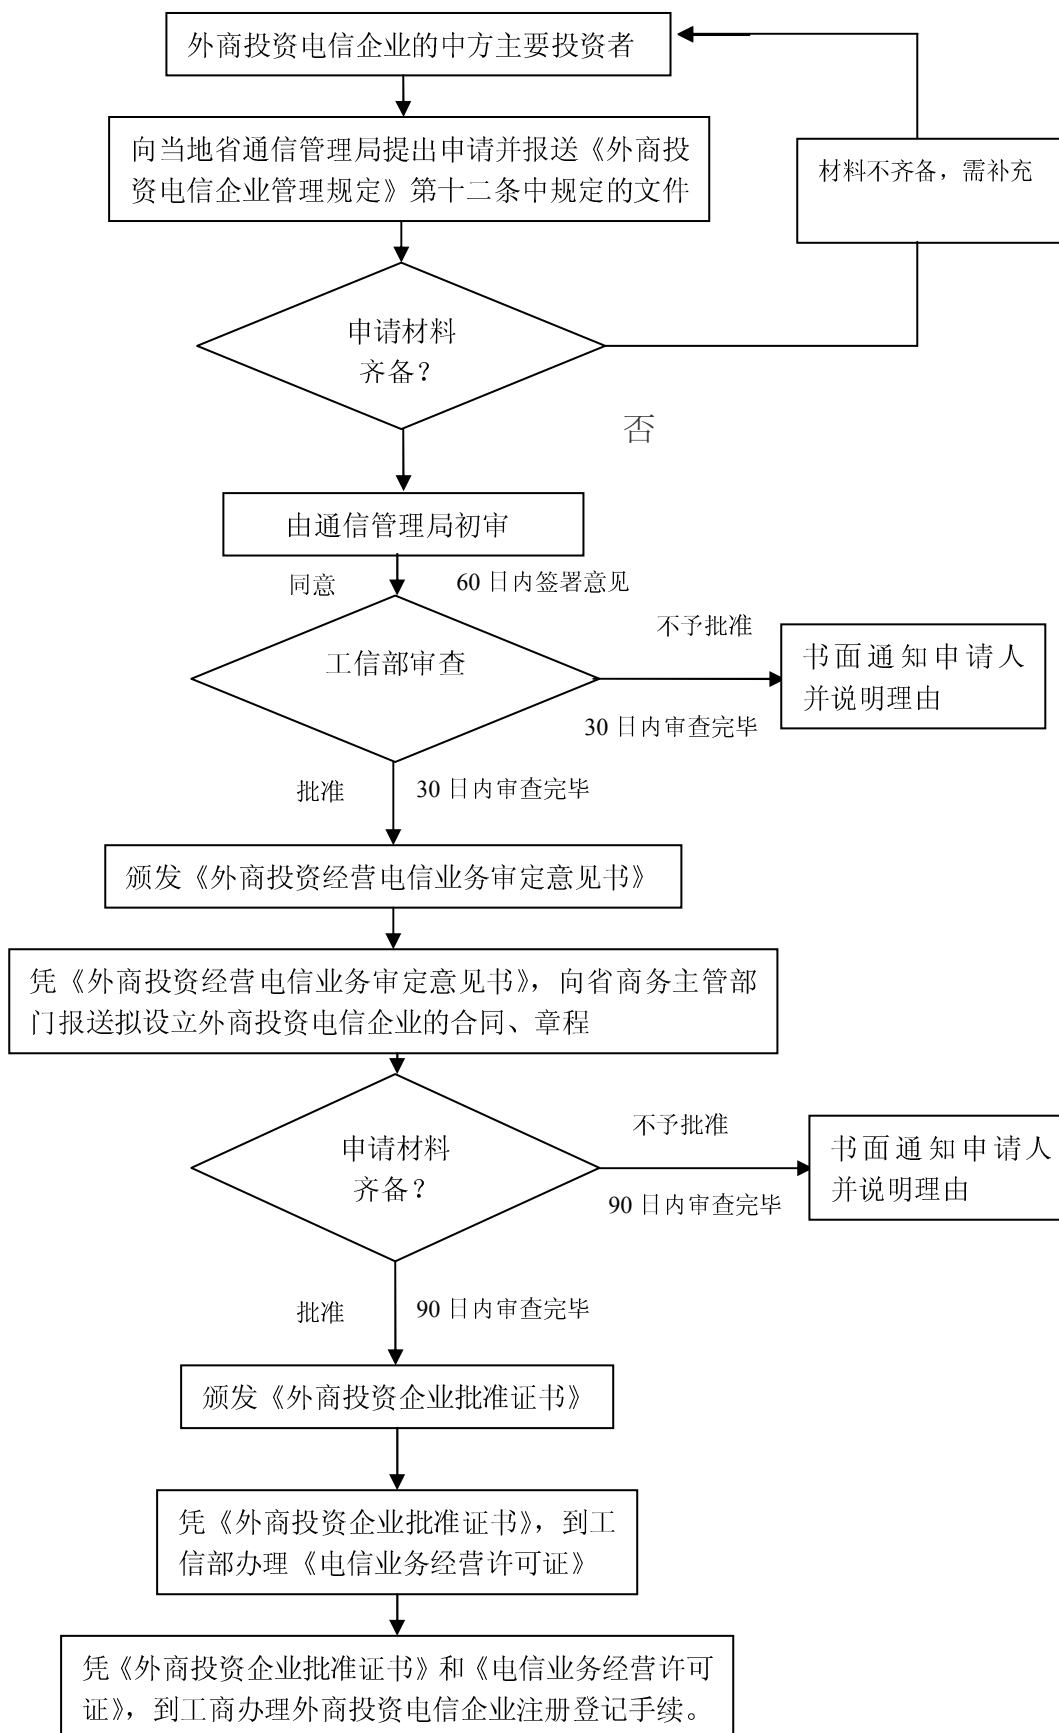 外商投资电信企业的中方主要投资者
向当地省通信管理局提出申请并报送《外商投
资电信企业管理规定》第十二条中规定的文件
材料不齐备，需补充
申请材料
齐备？
否
由通信管理局初审
同意
60 日内签署意见
工信部审查
不予批准
30 日内审查完毕
书面通知申请人
并说明理由
批准
30 日内审查完毕
颁发《外商投资经营电信业务审定意见书》
凭《外商投资经营电信业务审定意见书》，向省商务主管部
门报送拟设立外商投资电信企业的合同、章程
申请材料
齐备？
不予批准
90 日内审查完毕
书面通知申请人
并说明理由
批准
90 日内审查完毕
颁发《外商投资企业批准证书》
凭《外商投资企业批准证书》，到工
信部办理《电信业务经营许可证》
凭《外商投资企业批准证书》和《电信业务经营许可
证》，到工商办理外商投资电信企业注册登记手续。